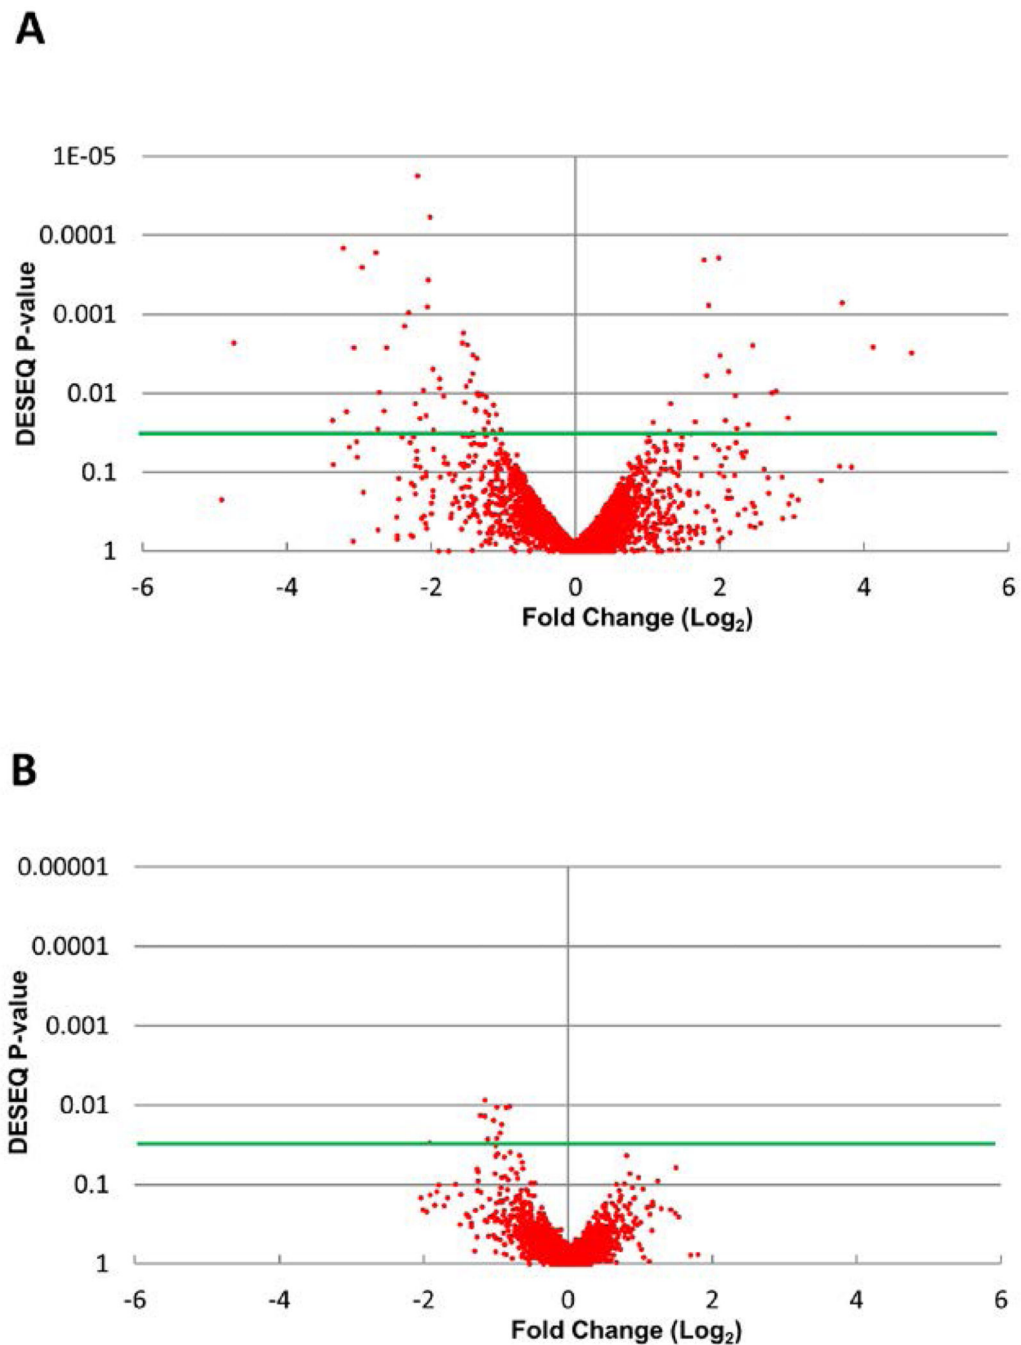 A
1E-05
0.0001
0.001
0.01
0.1
1
DESEQ P-value
-6 -4 -2 0 2 4 6
Fold Change (Log₂)
B
0.00001
0.0001
0.001
0.01
0.1
1
DESEQ P-value
-6 -4 -2 0 2 4 6
Fold Change (Log₂)